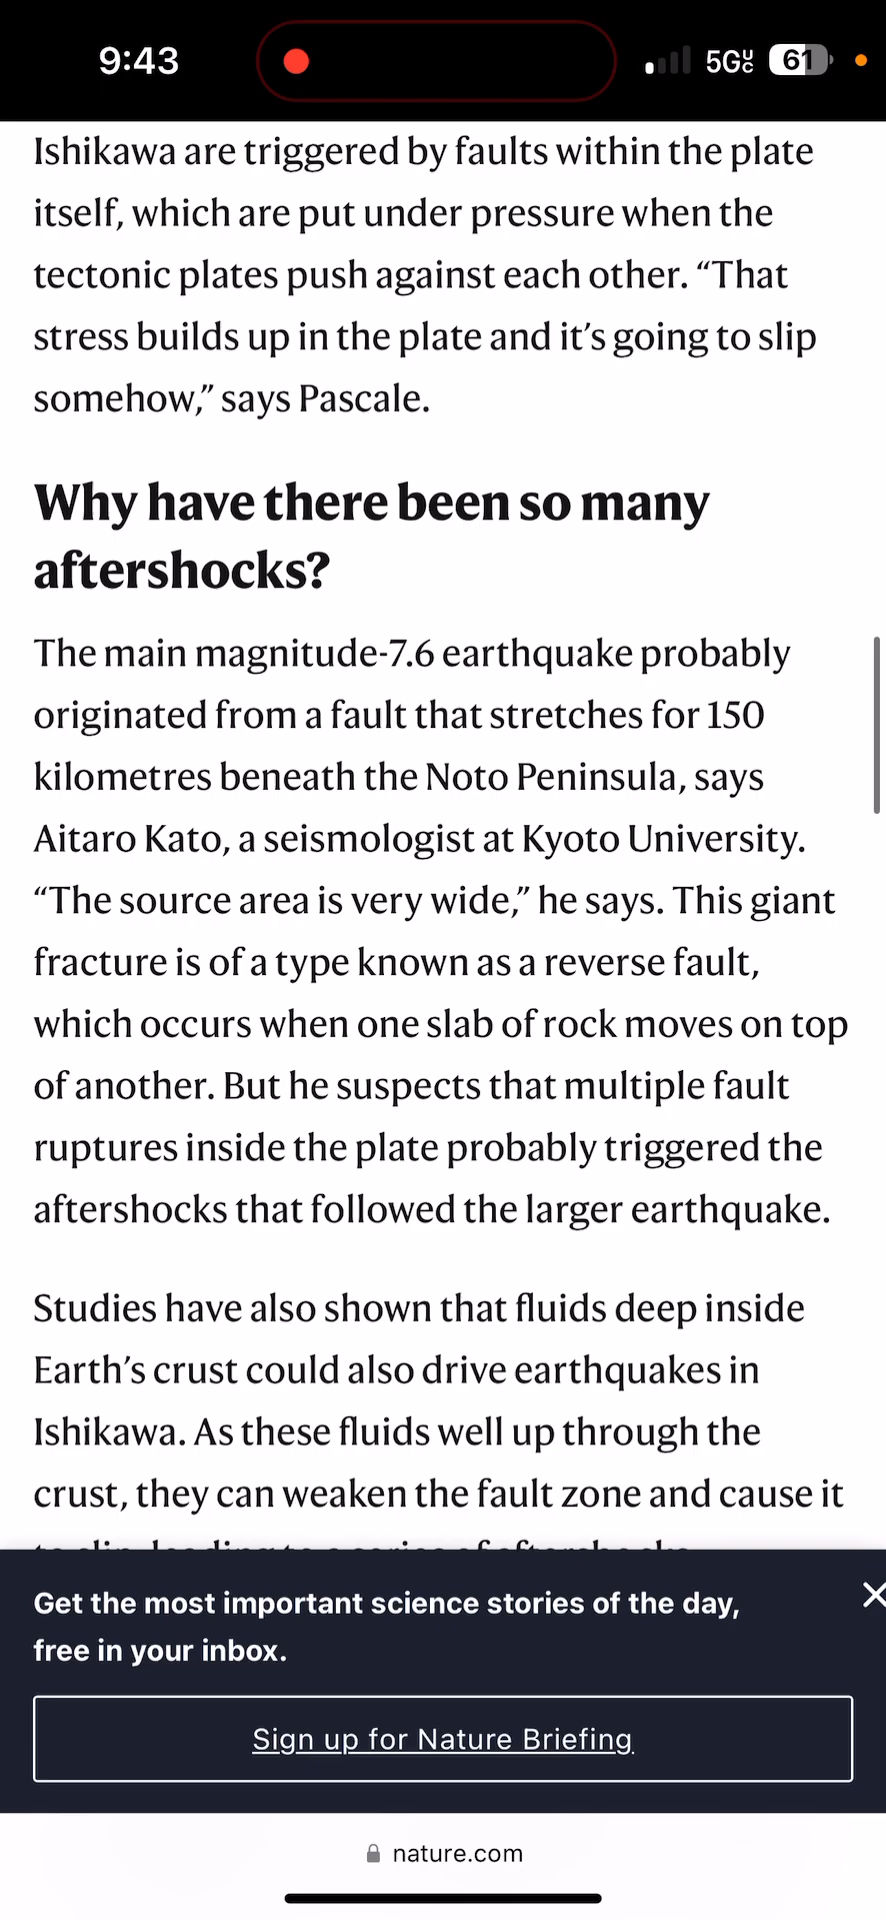 9:43
5G
61
Ishikawa are triggered by faults within the plate
itself, which are put under pressure when the
tectonic plates push against each other. “That
stress builds up in the plate and it’s going to slip
somehow,” says Pascale.
Why have there been so many
aftershocks?
The main magnitude-7.6 earthquake probably
originated from a fault that stretches for 150
kilometres beneath the Noto Peninsula, says
Aitaro Kato, a seismologist at Kyoto University.
“The source area is very wide,” he says. This giant
fracture is of a type known as a reverse fault,
which occurs when one slab of rock moves on top
of another. But he suspects that multiple fault
ruptures inside the plate probably triggered the
aftershocks that followed the larger earthquake.
Studies have also shown that fluids deep inside
Earth’s crust could also drive earthquakes in
Ishikawa. As these fluids well up through the
crust, they can weaken the fault zone and cause it
Get the most important science stories of the day,
free in your inbox.
Sign up for Nature Briefing
nature.com